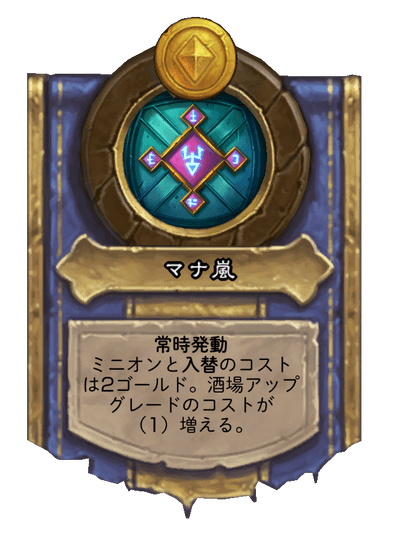 マナ嵐
常時発動
ミニオンと入替のコスト
は2ゴールド。酒場アップ
グレードのコストが
（1）増える。